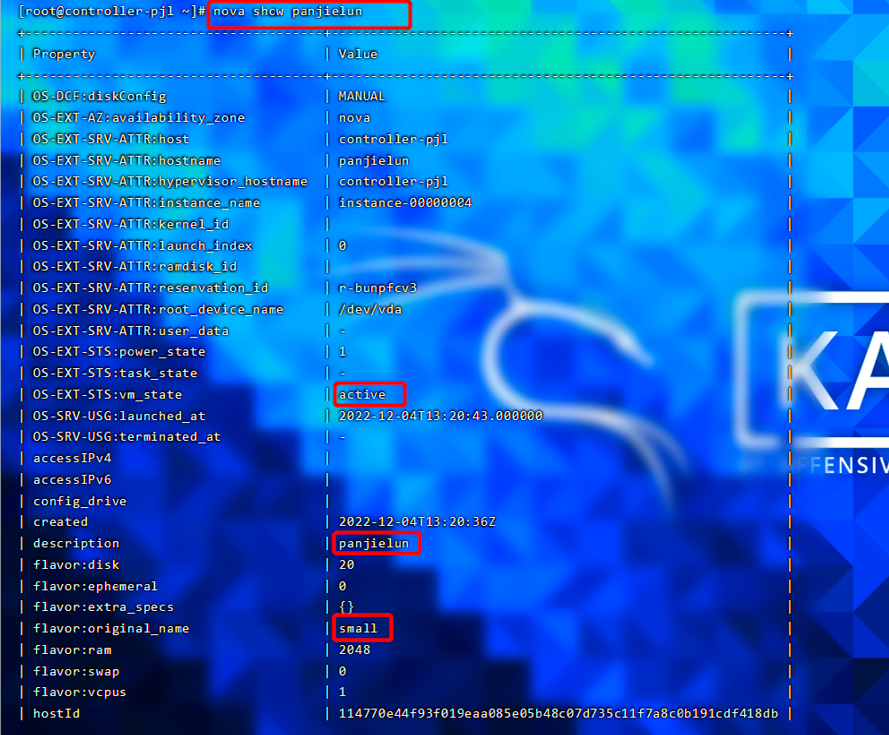 [root@controller-pjl ~]# nova show panjielun
+--------------------------------------+----------------------------------------------------------+
| Property | Value |
+--------------------------------------+----------------------------------------------------------+
| OS-DCF:diskConfig | MANUAL |
| OS-EXT-AZ:availability_zone | nova |
| OS-EXT-SRV-ATTR:host | controller-pjl |
| OS-EXT-SRV-ATTR:hostname | panjielun |
| OS-EXT-SRV-ATTR:hypervisor_hostname | controller-pjl |
| OS-EXT-SRV-ATTR:instance_name | instance-00000004 |
| OS-EXT-SRV-ATTR:kernel_id | |
| OS-EXT-SRV-ATTR:launch_index | 0 |
| OS-EXT-SRV-ATTR:ramdisk_id | |
| OS-EXT-SRV-ATTR:reservation_id | r-bunpfcv3 |
| OS-EXT-SRV-ATTR:root_device_name | /dev/vda |
| OS-EXT-SRV-ATTR:user_data | - |
| OS-EXT-STS:power_state | 1 |
| OS-EXT-STS:task_state | - |
| OS-EXT-STS:vm_state | active |
| OS-SRV-USG:launched_at | 2022-12-04T13:20:43.000000 |
| OS-SRV-USG:terminated_at | - |
| accessIPv4 | |
| accessIPv6 | |
| config_drive | |
| created | 2022-12-04T13:20:36Z |
| description | panjielun |
| flavor:disk | 20 |
| flavor:ephemeral | 0 |
| flavor:extra_specs | {} |
| flavor:original_name | small |
| flavor:ram | 2048 |
| flavor:swap | 0 |
| flavor:vcpus | 1 |
| hostId | 114770e44f93f019eaa085e05b48c07d735c11f7a8c0b191cdf418db |
KA
FFENSIV